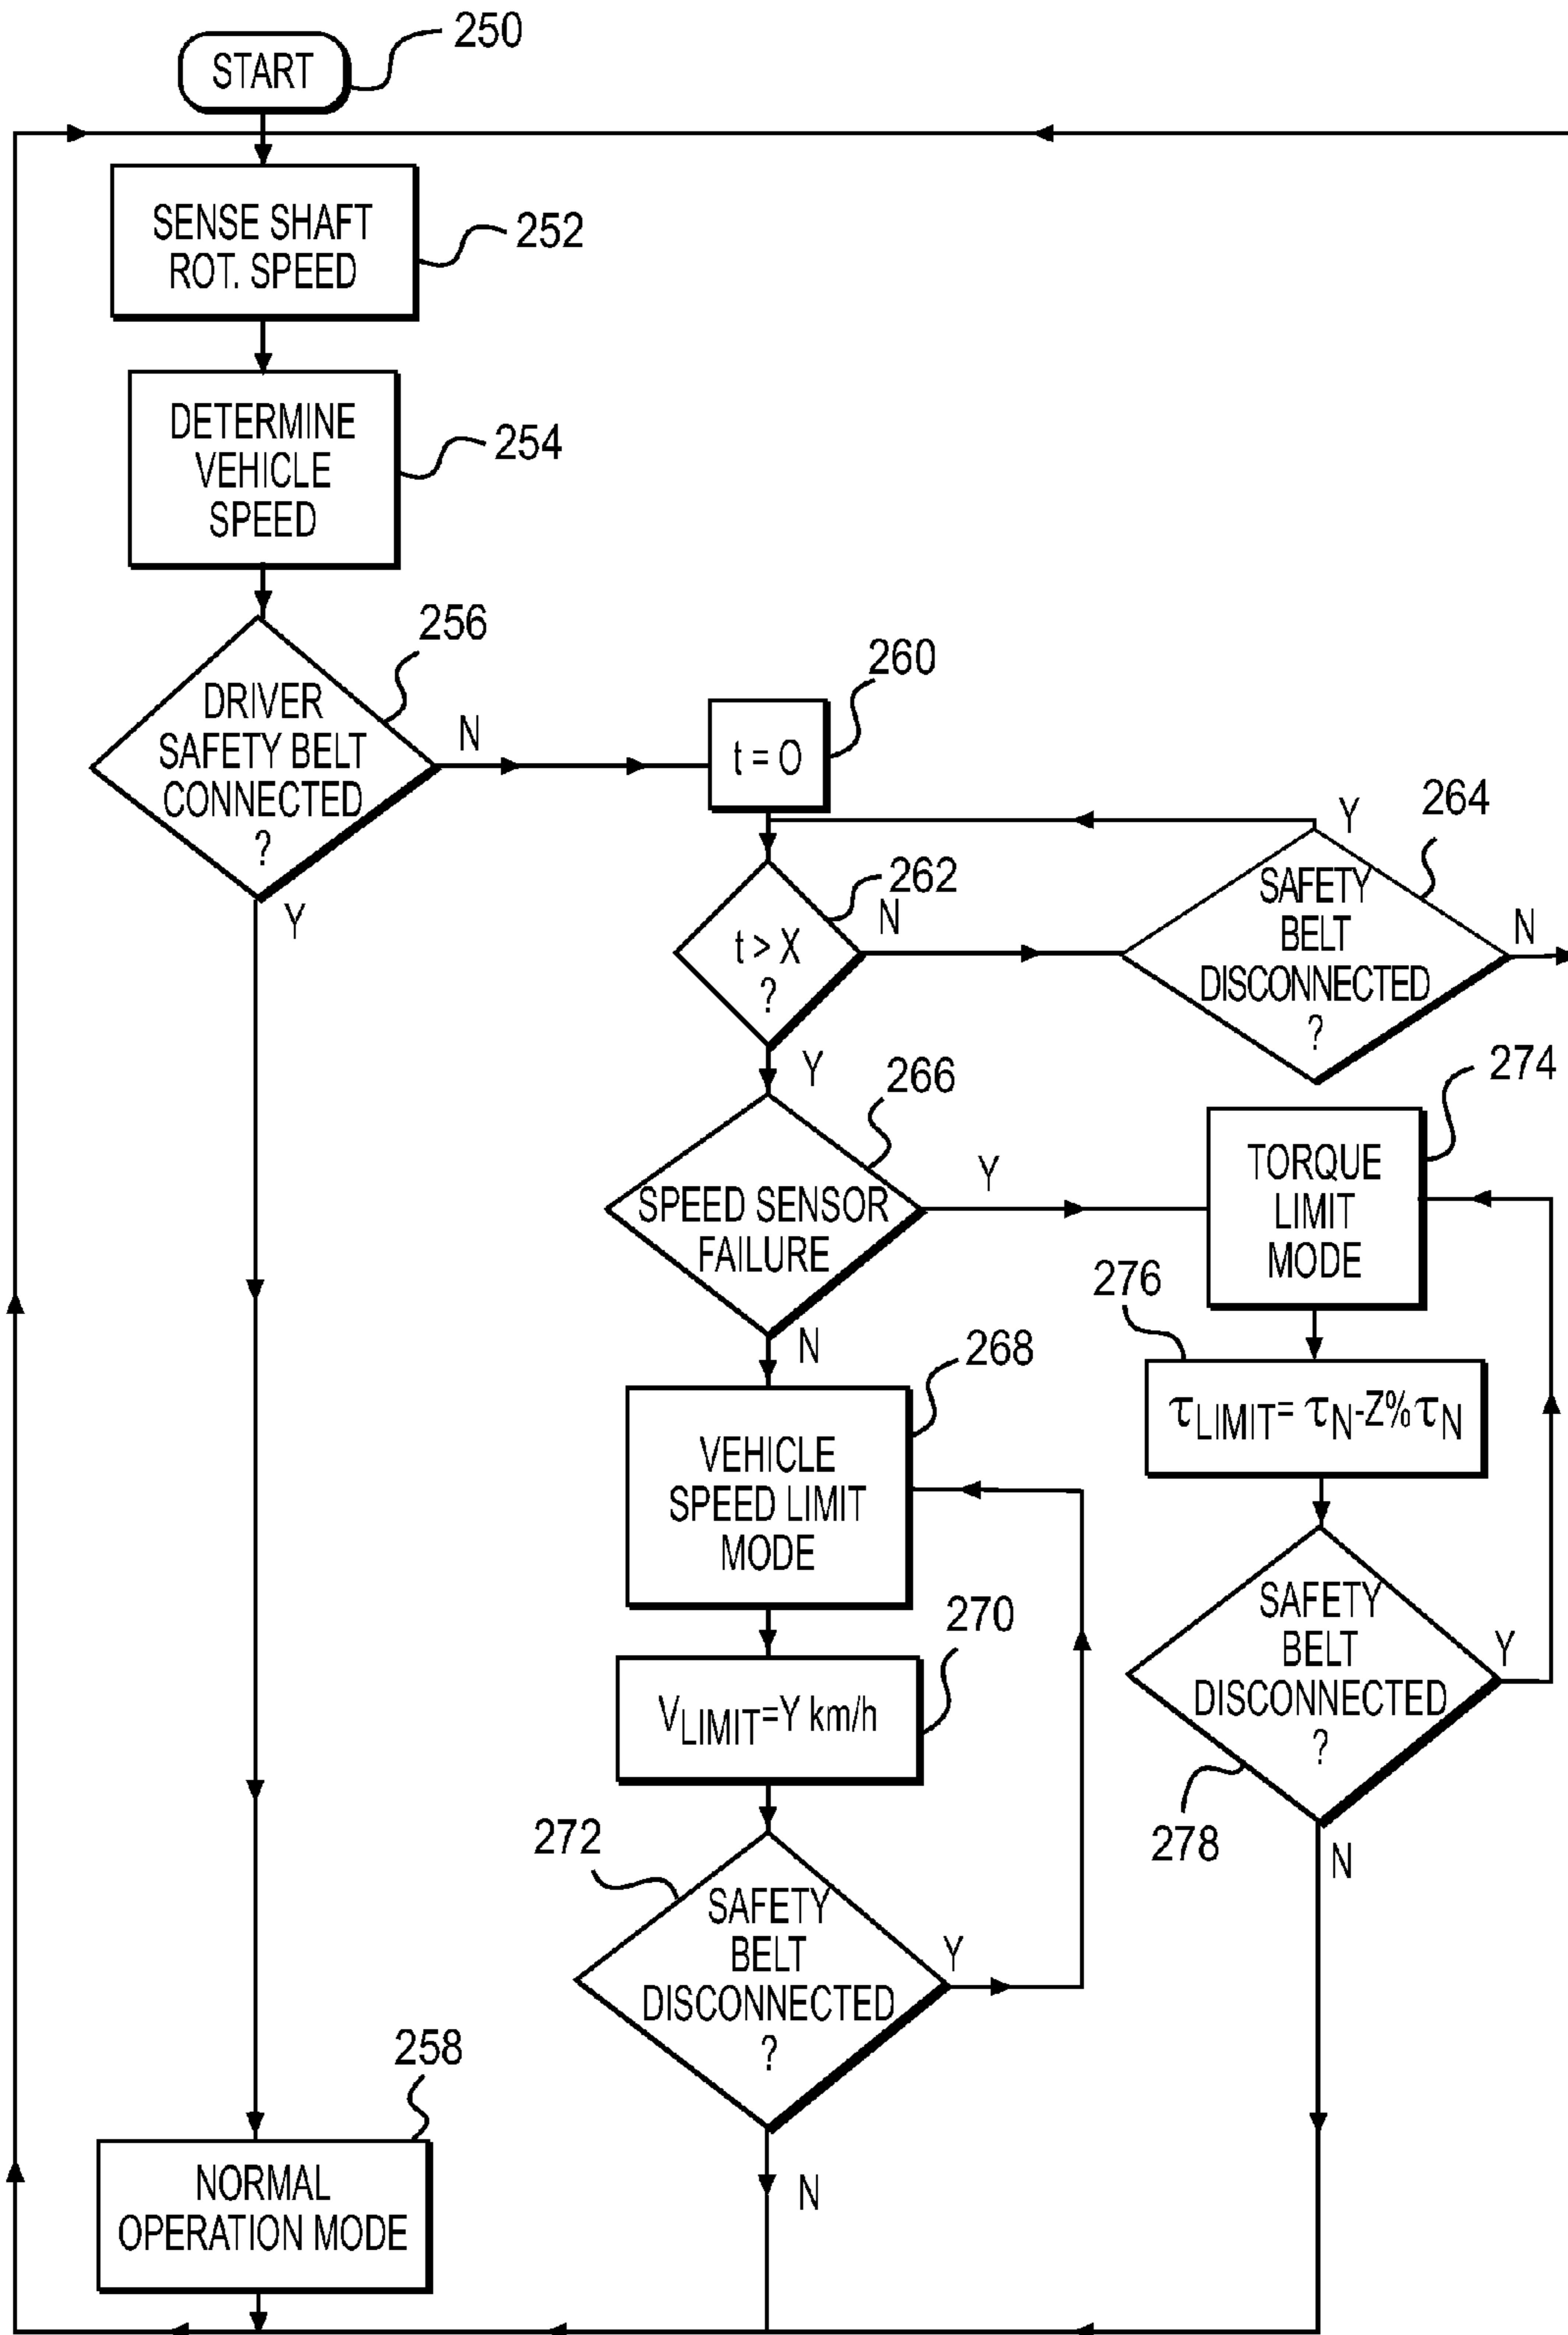 START
250
SENSE SHAFT
ROT. SPEED
252
DETERMINE
VEHICLE
SPEED
254
DRIVER
SAFETY BELT
CONNECTED
?
256
N
Y
t = O
260
t > X
?
262
N
Y
SAFETY
BELT
DISCONNECTED
?
264
Y
N
SPEED SENSOR
FAILURE
266
Y
N
VEHICLE
SPEED LIMIT
MODE
268
VLIMIT=Y km/h
270
SAFETY
BELT
DISCONNECTED
?
272
Y
N
TORQUE
LIMIT
MODE
274
τLIMIT= τN-Z%τN
276
SAFETY
BELT
DISCONNECTED
?
278
Y
N
NORMAL
OPERATION MODE
258